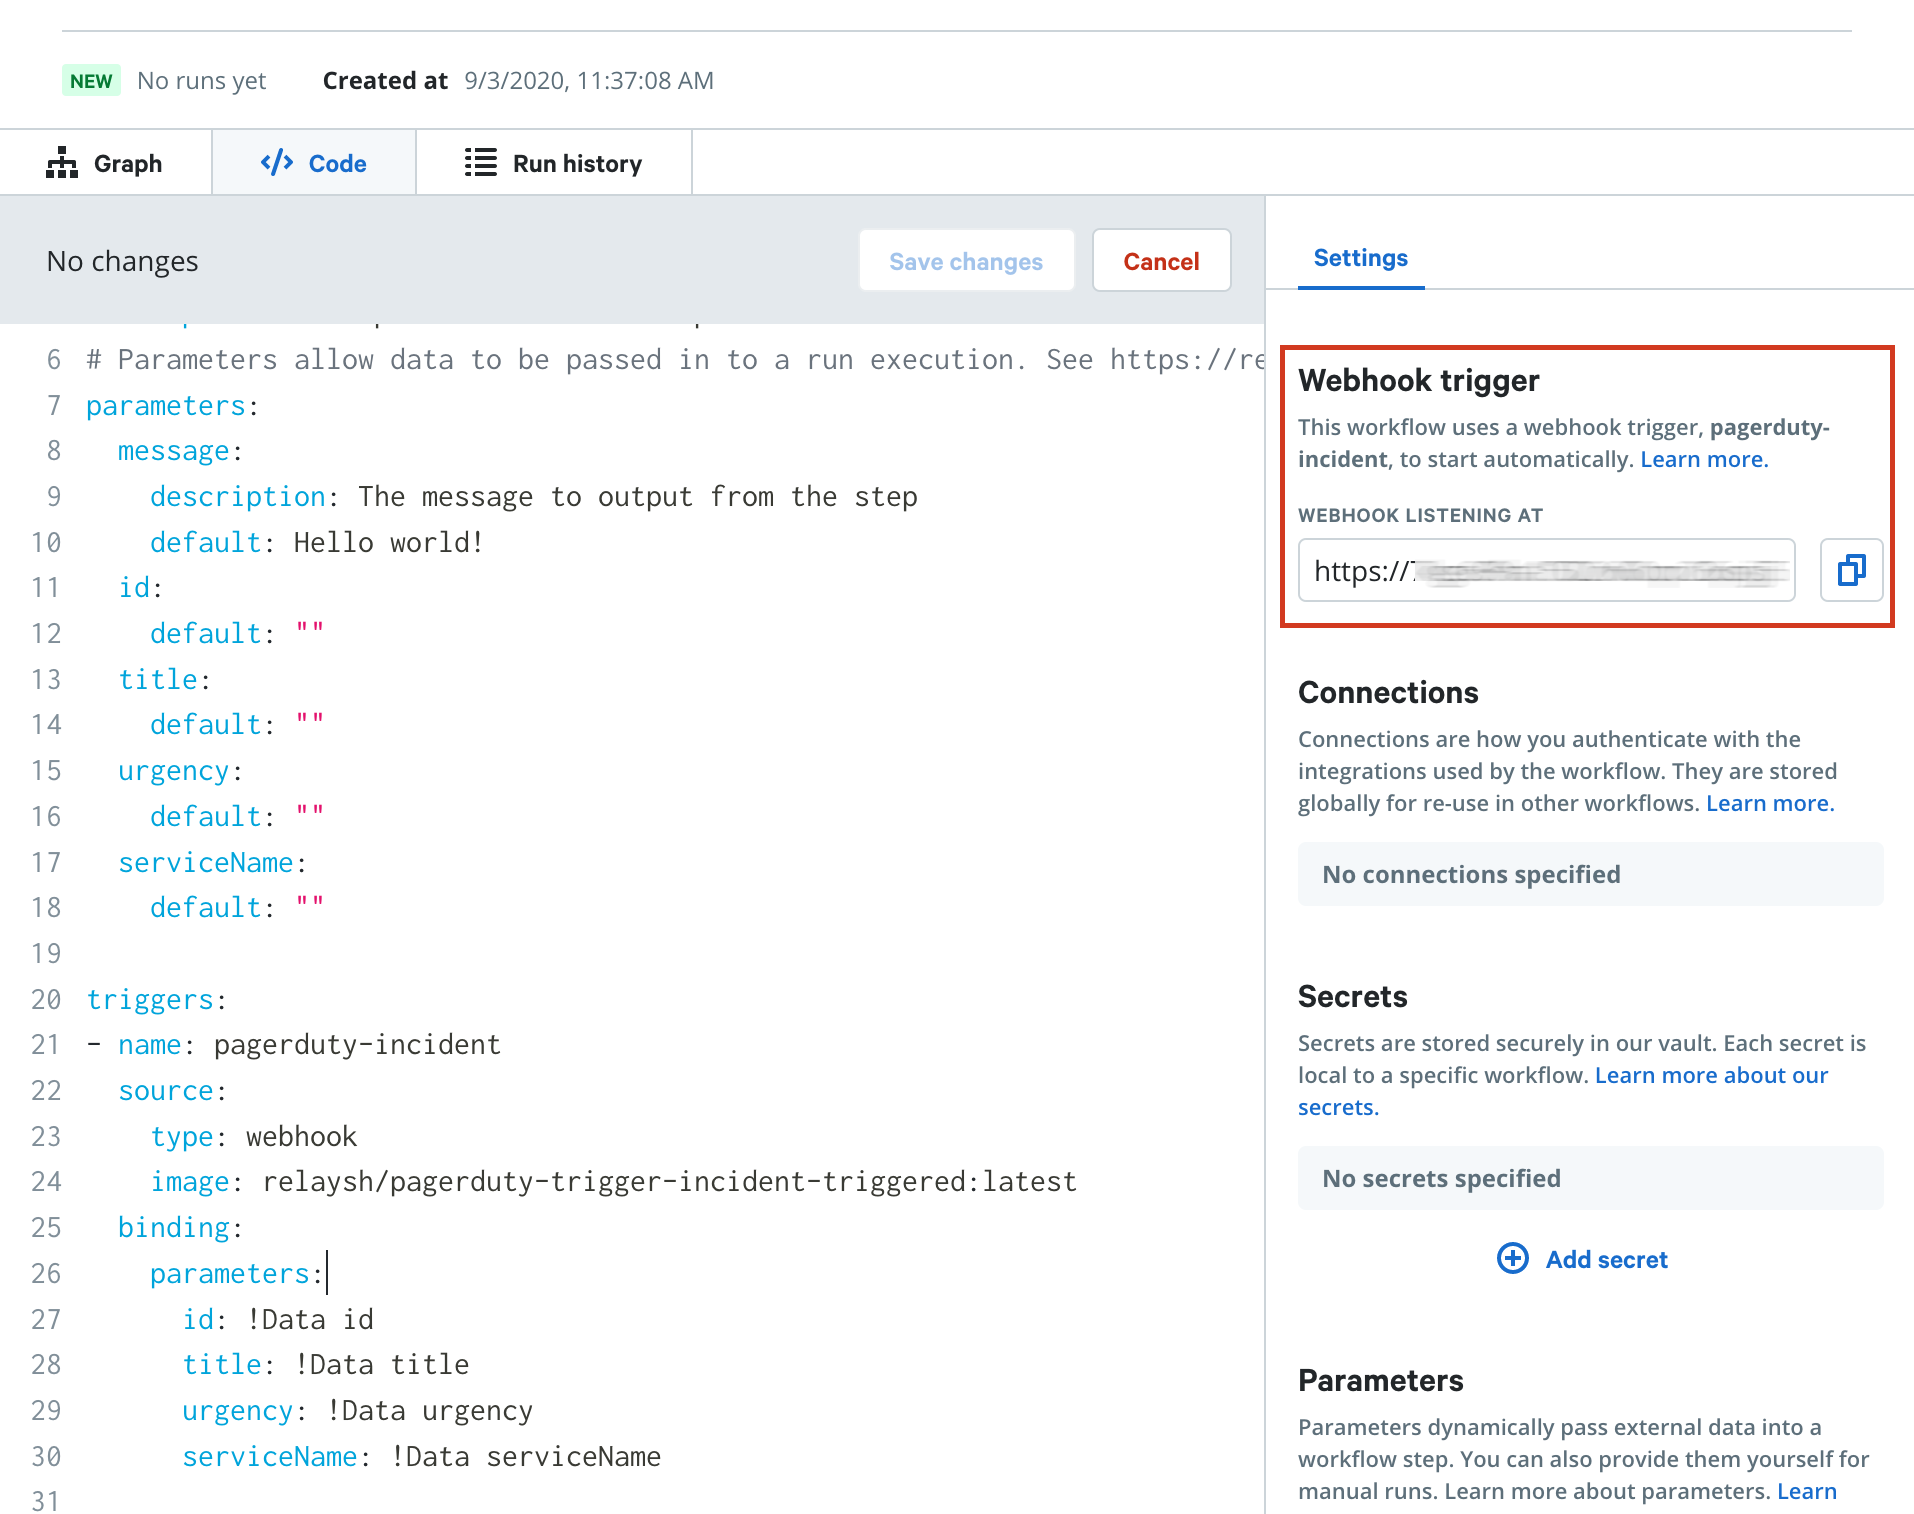 NEW No runs yet Created at 9/3/2020, 11:37:08 AM
Graph Code Run history
No changes Save changes Cancel
6 # Parameters allow data to be passed in to a run execution. See https://re
7 parameters:
8 message:
9 description: The message to output from the step
10 default: Hello world!
11 id:
12 default: ""
13 title:
14 default: ""
15 urgency:
16 default: ""
17 serviceName:
18 default: ""
19
20 triggers:
21 - name: pagerduty-incident
22 source:
23 type: webhook
24 image: relaysh/pagerduty-trigger-incident-triggered:latest
25 binding:
26 parameters:
27 id: !Data id
28 title: !Data title
29 urgency: !Data urgency
30 serviceName: !Data serviceName
31
Settings
Webhook trigger
This workflow uses a webhook trigger, pagerduty-
incident, to start automatically. Learn more.
WEBHOOK LISTENING AT
https://
Connections
Connections are how you authenticate with the
integrations used by the workflow. They are stored
globally for re-use in other workflows. Learn more.
No connections specified
Secrets
Secrets are stored securely in our vault. Each secret is
local to a specific workflow. Learn more about our
secrets.
No secrets specified
Add secret
Parameters
Parameters dynamically pass external data into a
workflow step. You can also provide them yourself for
manual runs. Learn more about parameters. Learn